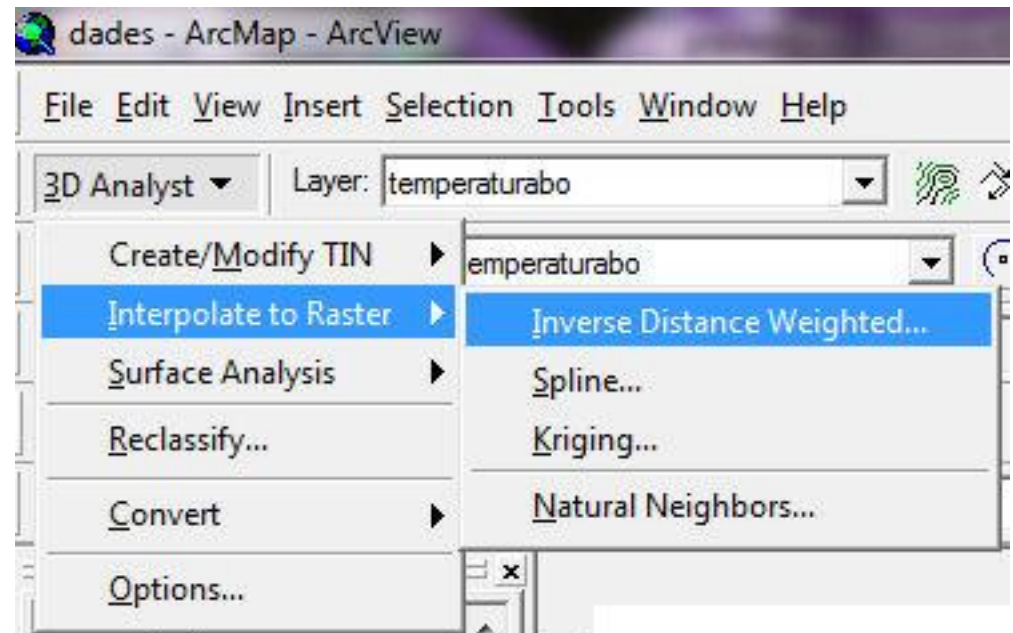 dades - ArcMap - ArcView
File Edit View Insert Selection Tools Window Help
3D Analyst Layer: temperaturabo
Create/Modify TIN emperaturabo
Interpolate to Raster Inverse Distance Weighted...
Surface Analysis Spline...
Reclassify... Kriging...
Convert Natural Neighbors...
Options...